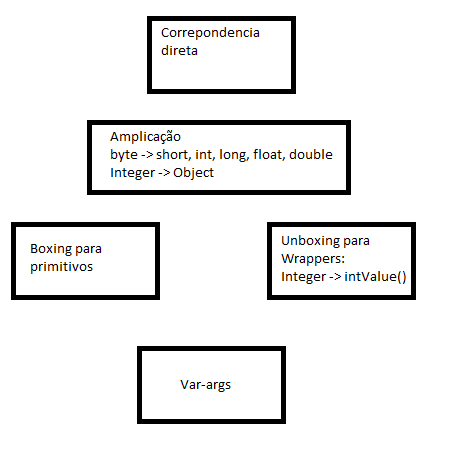 Correpondencia
direta
Amplicação
byte -> short, int, long, float, double
Integer -> Object
Boxing para
primitivos
Unboxing para
Wrappers:
Integer -> intValue()
Var-args